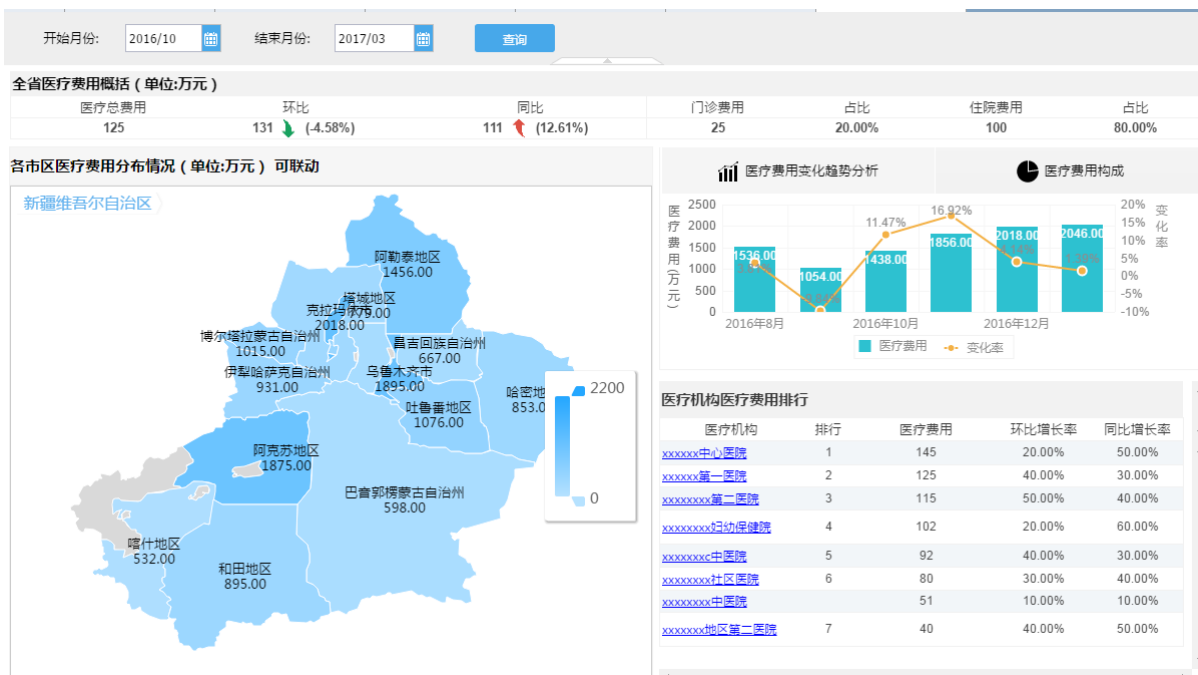 开始月份: 2016/10 结束月份: 2017/03 查询
全省医疗费用概括 ( 单位:万元 )
医疗总费用 环比 同比 门诊费用 占比 住院费用 占比
125 131 (-4.58%) 111 (12.61%) 25 20.00% 100 80.00%
各市区医疗费用分布情况 ( 单位:万元 ) 可联动
新疆维吾尔自治区
阿勒泰地区
1456.00
塔城地区
779.00
克拉玛依市
2018.00
博尔塔拉蒙古自治州
1015.00
昌吉回族自治州
667.00
伊犁哈萨克自治州
931.00
乌鲁木齐市
1895.00
吐鲁番地区
1076.00
哈密地
853.0
2200
0
阿克苏地区
1875.00
巴音郭楞蒙古自治州
598.00
喀什地区
532.00
和田地区
895.00
医疗费用变化趋势分析 医疗费用构成
医疗费用(万元)
2500
2000
1500
1000
500
0
1536.00
1054.00
1438.00
1856.00
2018.00
2046.00
11.47%
16.92%
变化率
20%
15%
10%
5%
0%
-5%
-10%
2016年8月 2016年10月 2016年12月
医疗费用 变化率
医疗机构医疗费用排行
医疗机构 排行 医疗费用 环比增长率 同比增长率
xxxxxx中心医院 1 145 20.00% 50.00%
xxxxxx第一医院 2 125 40.00% 30.00%
xxxxxxxx第二医院 3 115 50.00% 40.00%
xxxxxxxx妇幼保健院 4 102 20.00% 60.00%
xxxxxxxc中医院 5 92 40.00% 30.00%
xxxxxxxx社区医院 6 80 30.00% 40.00%
xxxxxxxx中医院 51 10.00% 10.00%
xxxxxxx地区第二医院 7 40 40.00% 50.00%